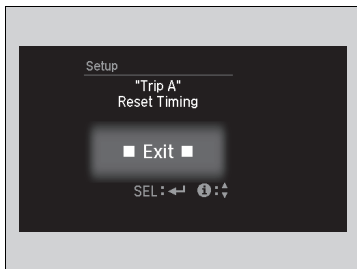 Setup
"Trip A"
Reset Timing
■ Exit ■
SEL: ↵ i: